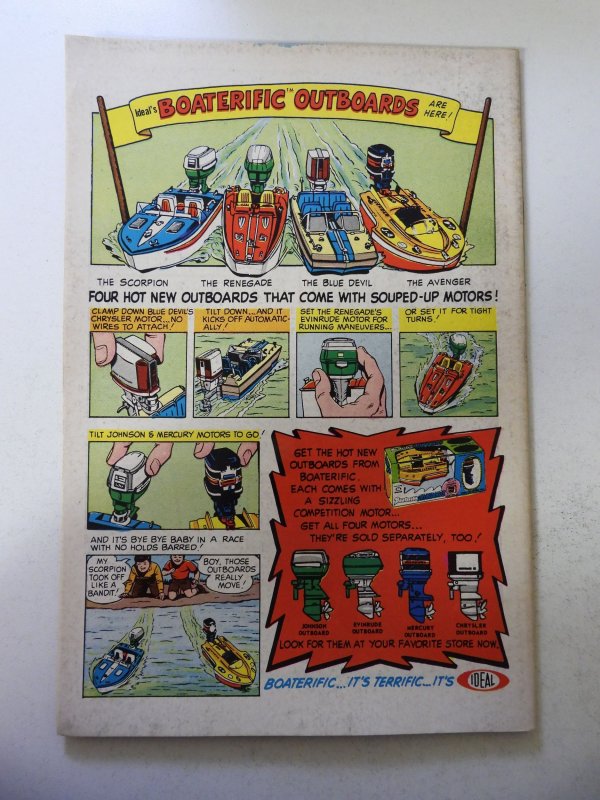 Ideal's BOATERIFIC™ OUTBOARDS ARE HERE!
THE SCORPION THE RENEGADE THE BLUE DEVIL THE AVENGER
FOUR HOT NEW OUTBOARDS THAT COME WITH SOUPED-UP MOTORS!
CLAMP DOWN BLUE DEVIL'S
CHRYSLER MOTOR...NO
WIRES TO ATTACH!
TILT DOWN...AND IT
KICKS OFF AUTOMATIC-
ALLY!
SET THE RENEGADE'S
EVINRUDE MOTOR FOR
RUNNING MANEUVERS...
OR SET IT FOR TIGHT
TURNS!
TILT JOHNSON & MERCURY MOTORS TO GO!
AND IT'S BYE BYE BABY IN A RACE
WITH NO HOLDS BARRED!
MY
SCORPION
TOOK OFF
LIKE A
BANDIT!
BOY, THOSE
OUTBOARDS
REALLY
MOVE!
GET THE HOT NEW
OUTBOARDS FROM
BOATERIFIC.
EACH COMES WITH
A SIZZLING
COMPETITION MOTOR...
GET ALL FOUR MOTORS...
THEY'RE SOLD SEPARATELY, TOO!
JOHNSON
OUTBOARD
EVINRUDE
OUTBOARD
MERCURY
OUTBOARD
CHRYSLER
OUTBOARD
LOOK FOR THEM AT YOUR FAVORITE STORE NOW.
BOATERIFIC...IT'S TERRIFIC...IT'S IDEAL